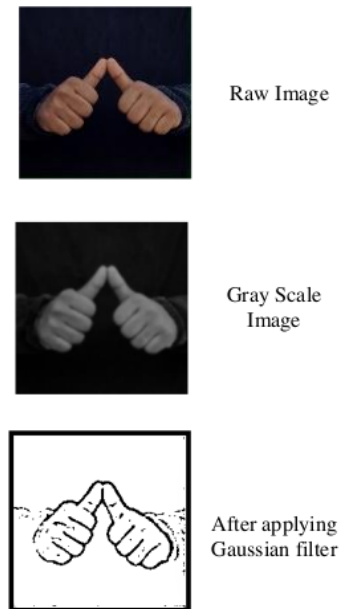 Raw Image
Gray Scale
Image
After applying
Gaussian filter